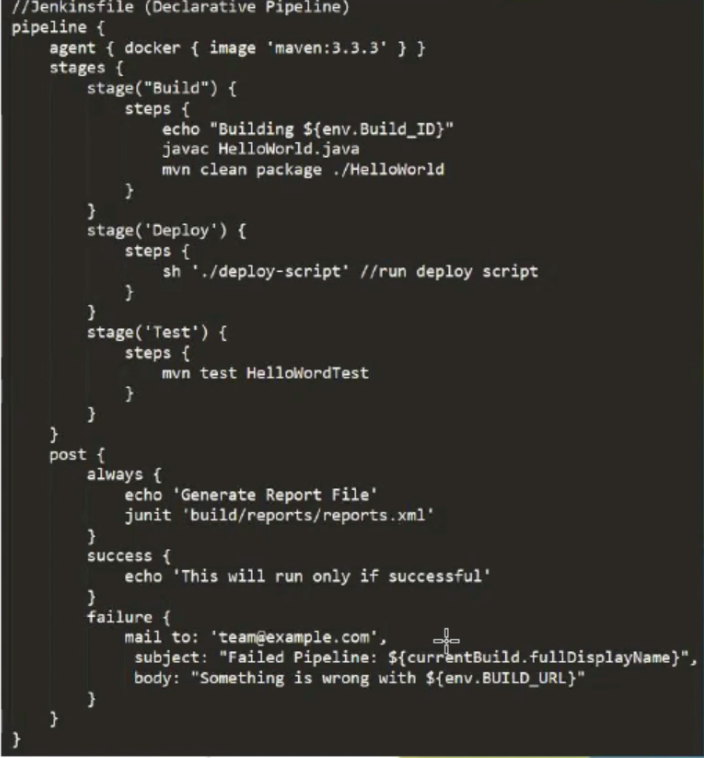 //Jenkinsfile (Declarative Pipeline)
pipeline {
    agent { docker { image 'maven:3.3.3' } }
    stages {
        stage("Build") {
            steps {
                echo "Building ${env.Build_ID}"
                javac HelloWorld.java
                mvn clean package ./HelloWorld
            }
        }
        stage('Deploy') {
            steps {
                sh './deploy-script' //run deploy script
            }
        }
        stage('Test') {
            steps {
                mvn test HelloWordTest
            }
        }
    }
    post {
        always {
            echo 'Generate Report File'
            junit 'build/reports/reports.xml'
        }
        success {
            echo 'This will run only if successful'
        }
        failure {
            mail to: 'team@example.com',
             subject: "Failed Pipeline: ${currentBuild.fullDisplayName}",
             body: "Something is wrong with ${env.BUILD_URL}"
        }
    }
}